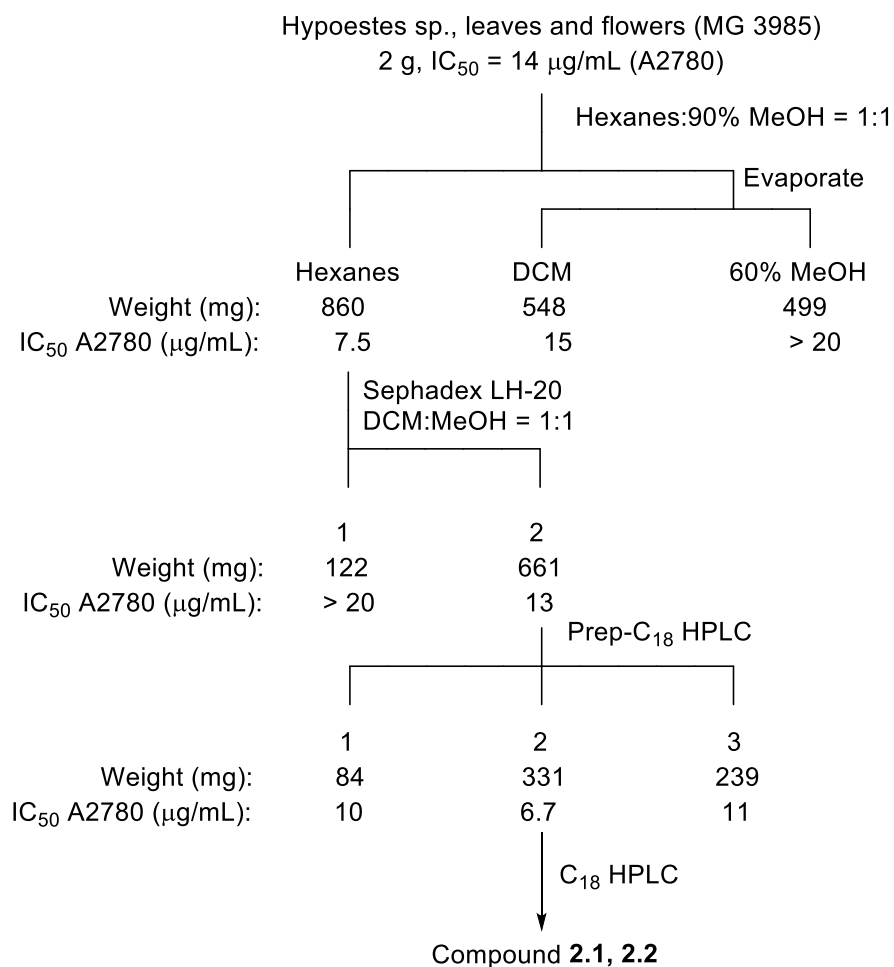 Hypoestes sp., leaves and flowers (MG 3985)
2 g, IC50 = 14 μg/mL (A2780)
Hexanes:90% MeOH = 1:1
Evaporate
Hexanes DCM 60% MeOH
Weight (mg): 860 548 499
IC50 A2780 (μg/mL): 7.5 15 > 20
Sephadex LH-20
DCM:MeOH = 1:1
1 2
Weight (mg): 122 661
IC50 A2780 (μg/mL): > 20 13
Prep-C18 HPLC
1 2 3
Weight (mg): 84 331 239
IC50 A2780 (μg/mL): 10 6.7 11
C18 HPLC
Compound 2.1, 2.2